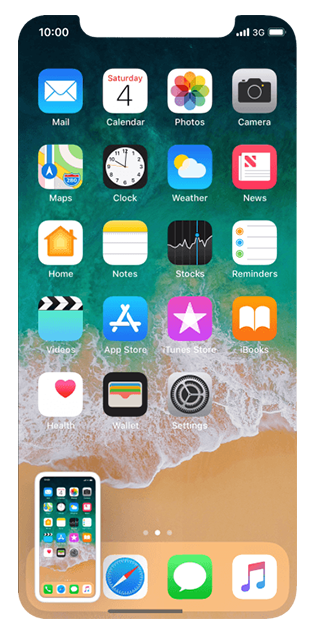 10:00 3G
Saturday
4
Mail Calendar Photos Camera
280
Maps Clock Weather News
Home Notes Stocks Reminders
Videos App Store iTunes Store iBooks
Health Wallet Settings